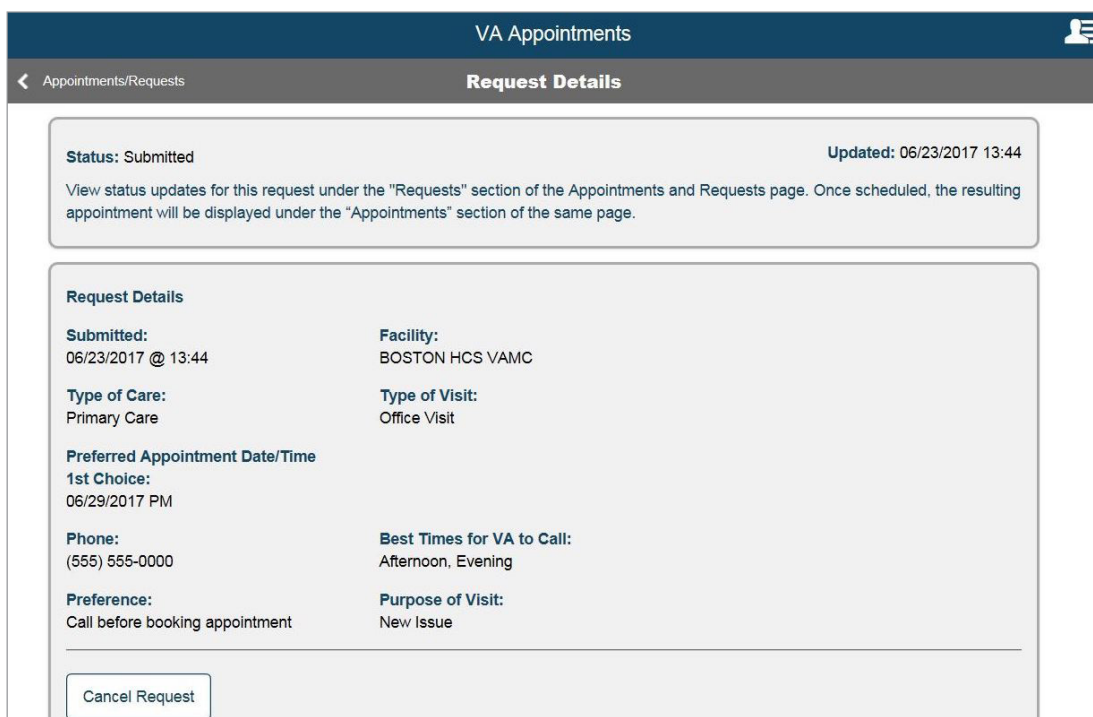 VA Appointments
Appointments/Requests
Request Details
Status: Submitted
Updated: 06/23/2017 13:44
View status updates for this request under the "Requests" section of the Appointments and Requests page. Once scheduled, the resulting
appointment will be displayed under the “Appointments” section of the same page.
Request Details
Submitted:
06/23/2017 @ 13:44
Facility:
BOSTON HCS VAMC
Type of Care:
Primary Care
Type of Visit:
Office Visit
Preferred Appointment Date/Time
1st Choice:
06/29/2017 PM
Phone:
(555) 555-0000
Best Times for VA to Call:
Afternoon, Evening
Preference:
Call before booking appointment
Purpose of Visit:
New Issue
Cancel Request